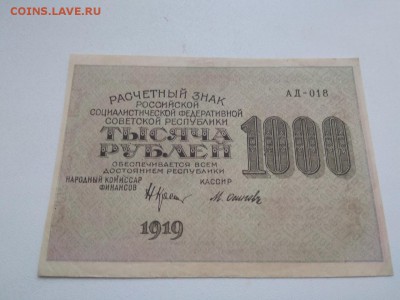 COINS.LAVE.RU
РАСЧЕТНЫЙ ЗНАК
РОССИЙСКОЙ
СОЦИАЛИСТИЧЕСКОЙ ФЕДЕРАТИВНОЙ
СОВЕТСКОЙ РЕСПУБЛИКИ
ТЫСЯЧА
РУБЛЕЙ
ОБЕСПЕЧИВАЕТСЯ ВСЕМ
ДОСТОЯНИЕМ РЕСПУБЛИКИ
НАРОДНЫЙ КОМИССАР
ФИНАНСОВ
КАССИР
1919
АД-018
1000